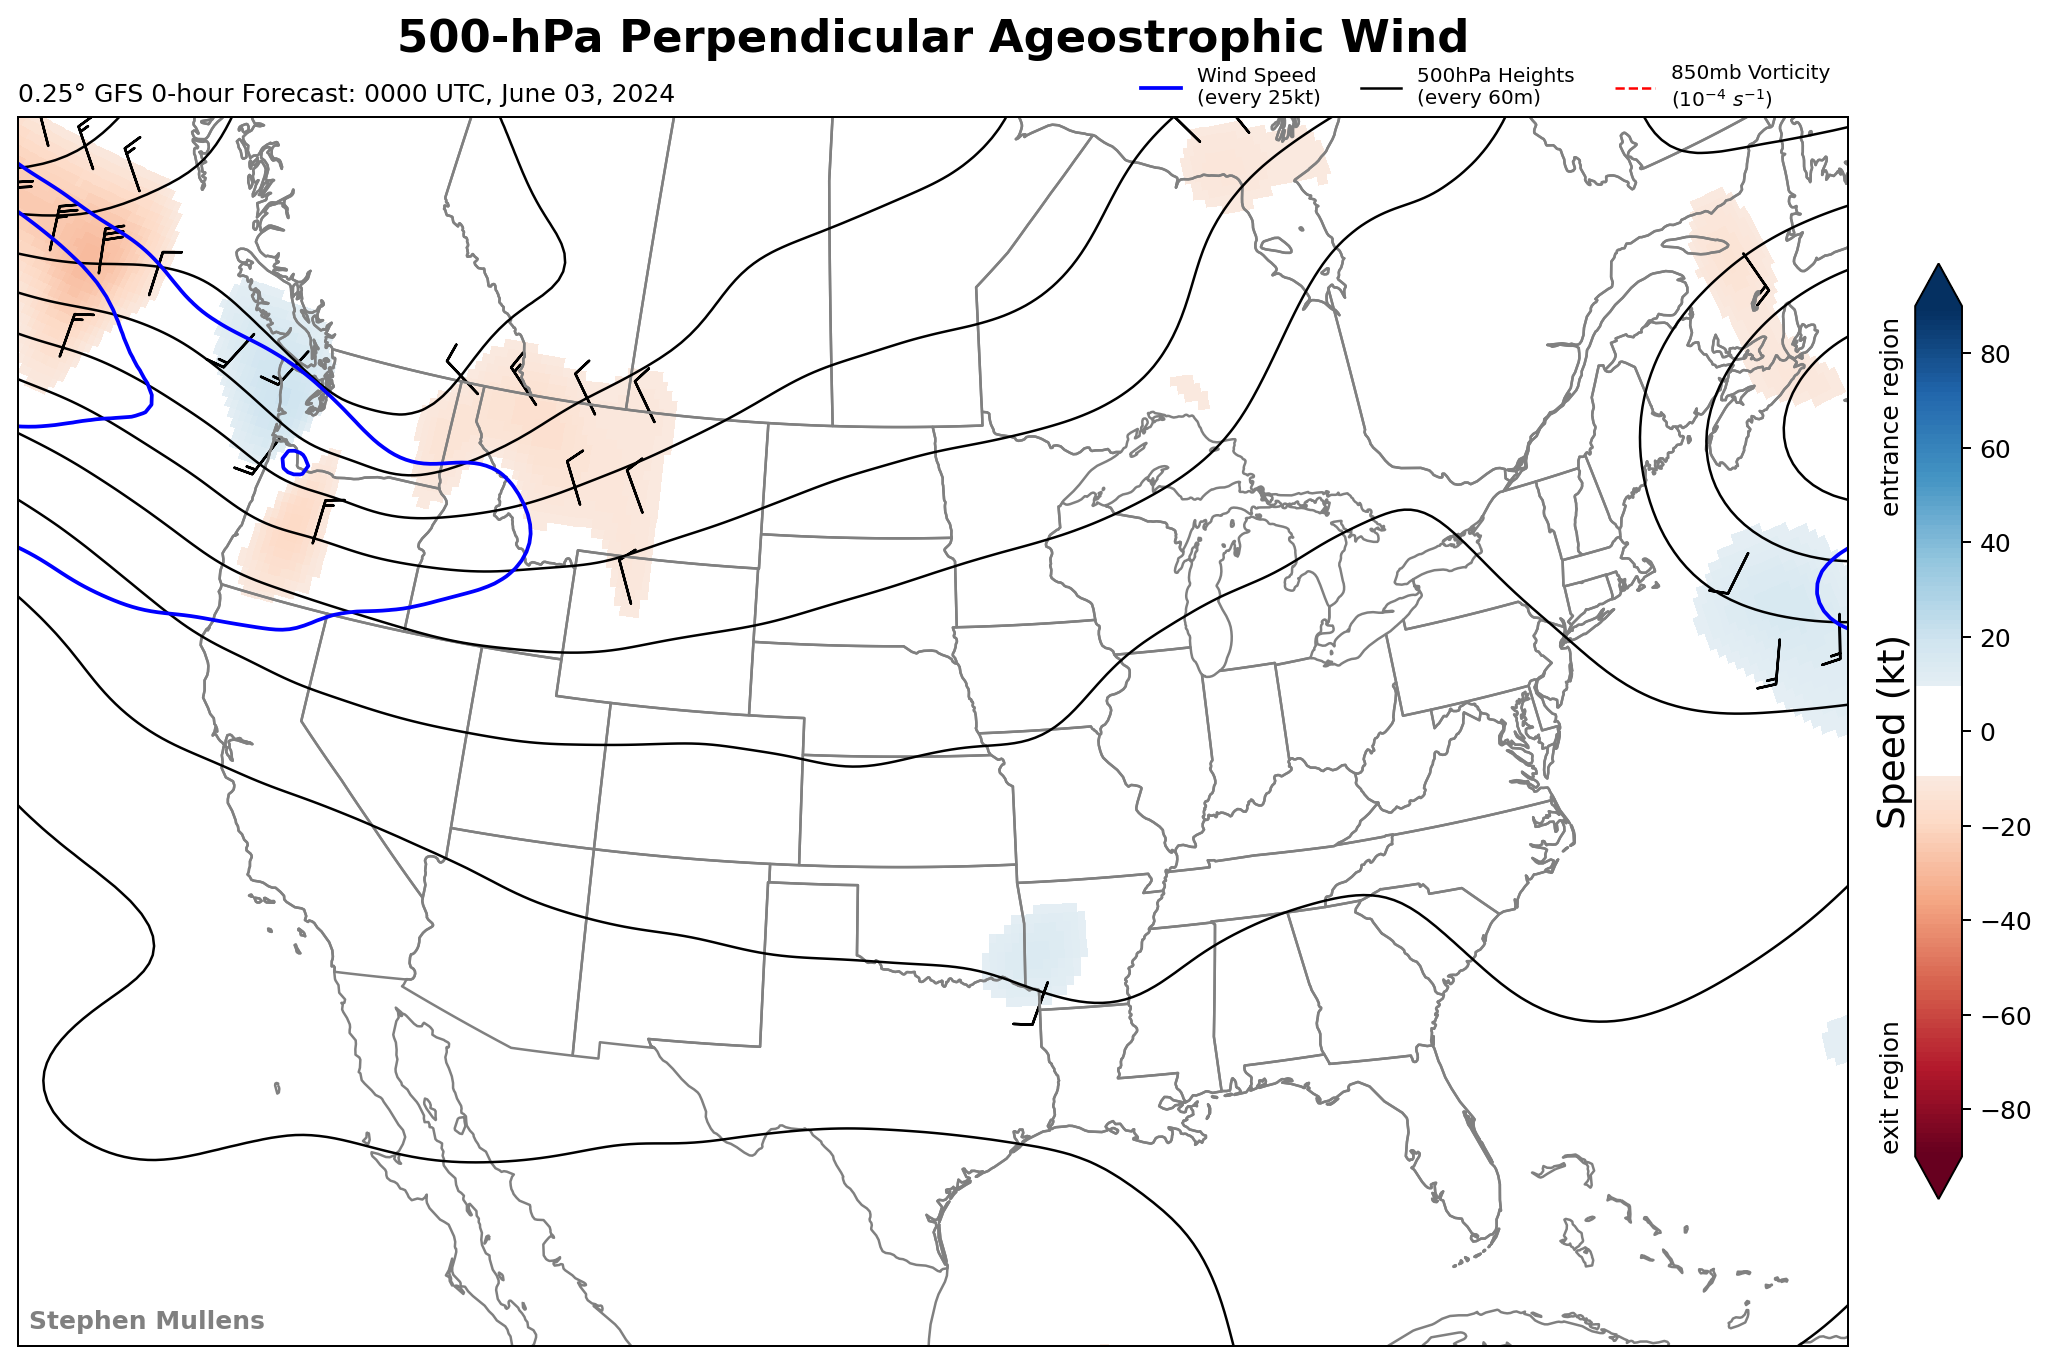 500-hPa Perpendicular Ageostrophic Wind
0.25° GFS 0-hour Forecast: 0000 UTC, June 03, 2024
Wind Speed
(every 25kt)
500hPa Heights
(every 60m)
850mb Vorticity
(10⁻⁴ s⁻¹)
entrance region
Speed (kt)
exit region
80
60
40
20
0
−20
−40
−60
−80
Stephen Mullens